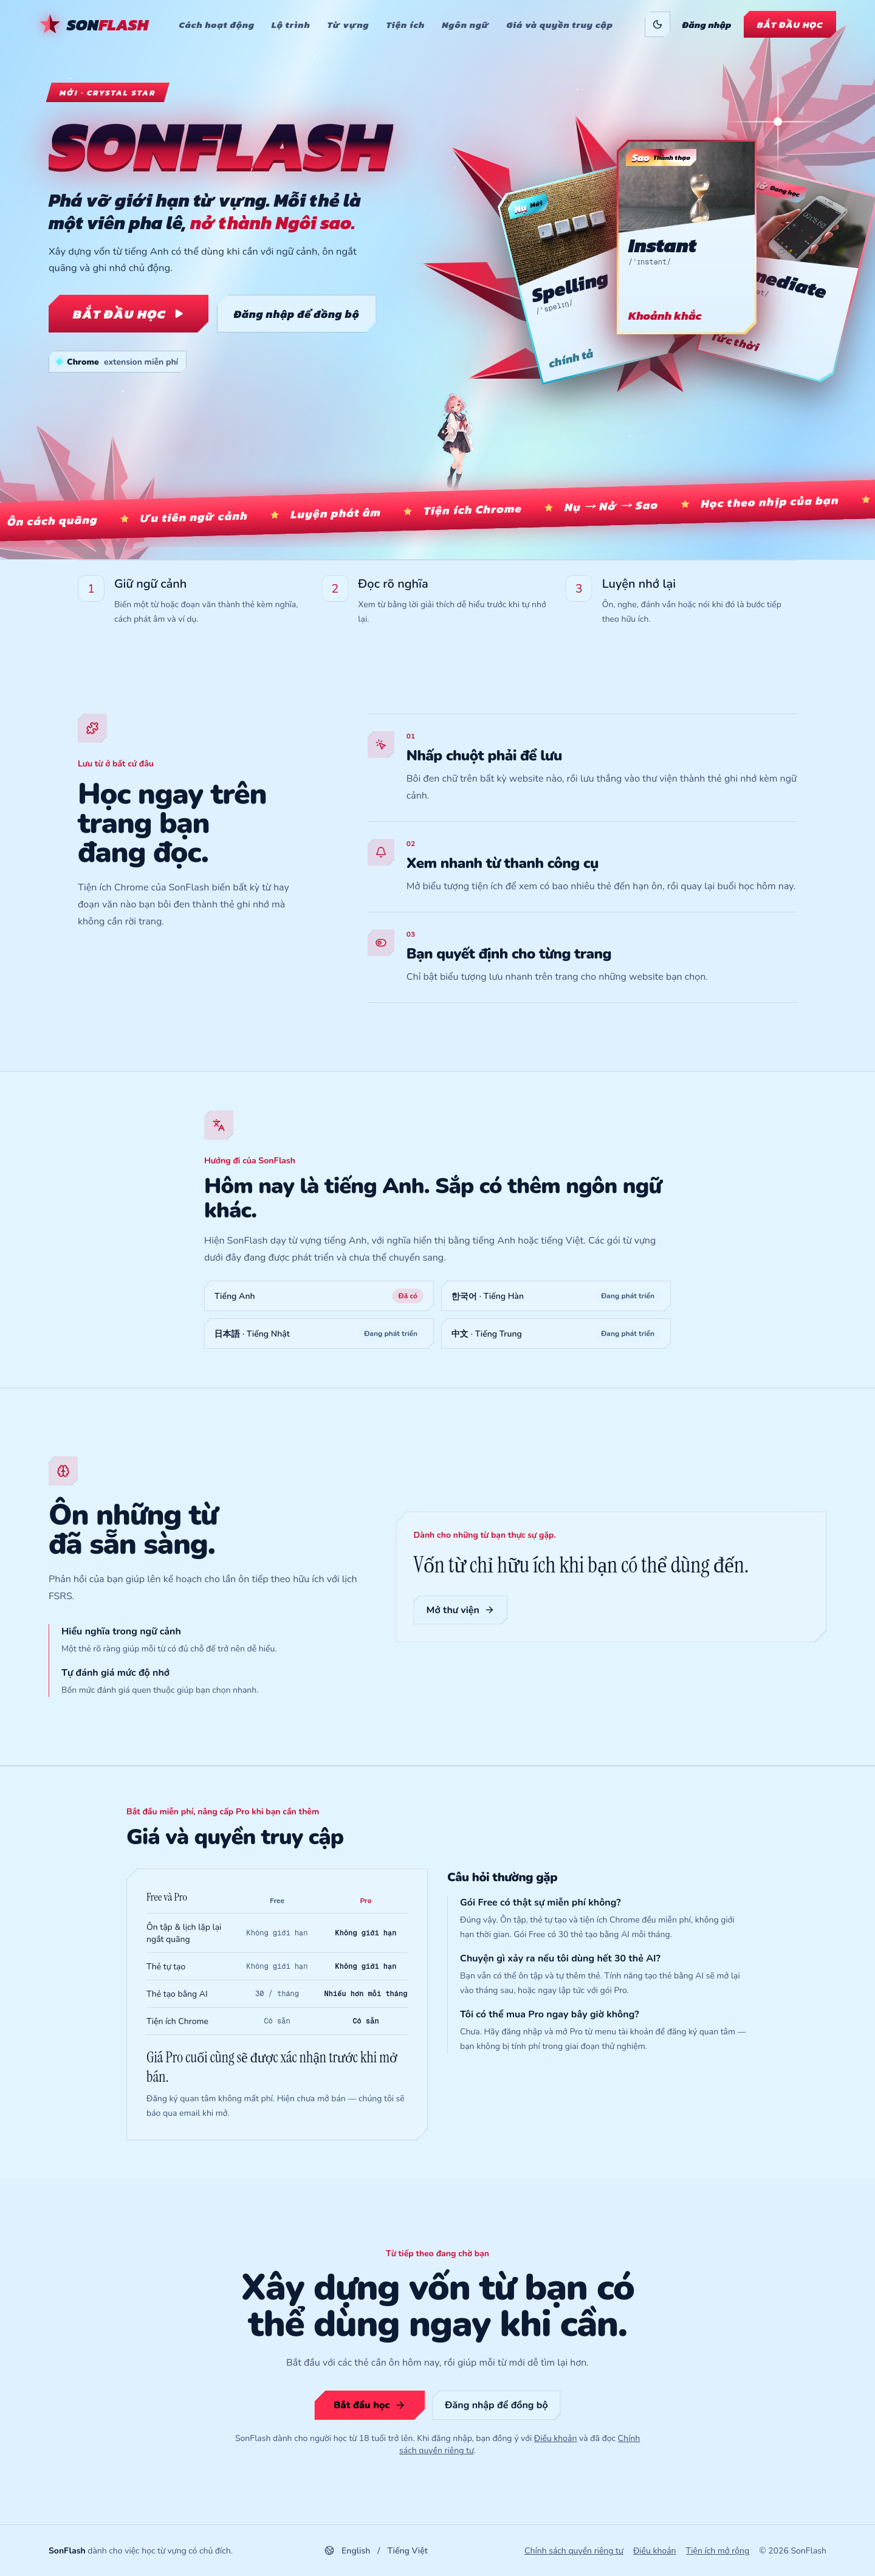 SONFLASH
Cách hoạt động
Lộ trình
Từ vựng
Tiện ích
Ngôn ngữ
Giá và quyền truy cập
Đăng nhập
BẮT ĐẦU HỌC
MỚI · CRYSTAL STAR
SONFLASH
Phá vỡ giới hạn từ vựng. Mỗi thẻ là
một viên pha lê, nở thành Ngôi sao.
Xây dựng vốn từ tiếng Anh có thể dùng khi cần với ngữ cảnh, ôn ngắt
quãng và ghi nhớ chủ động.
BẮT ĐẦU HỌC
Đăng nhập để đồng bộ
Chrome extension miễn phí
Nụ Mới
Spelling
/ˈspelɪŋ/
chính tả
Sao Thành thạo
Instant
/ˈɪnstənt/
Khoảnh khắc
Đang học
mediate
Tức thời
Ôn cách quãng
Ưu tiên ngữ cảnh
Luyện phát âm
Tiện ích Chrome
Nụ → Nở → Sao
Học theo nhịp của bạn
1
Giữ ngữ cảnh
Biến một từ hoặc đoạn văn thành thẻ kèm nghĩa,
cách phát âm và ví dụ.
2
Đọc rõ nghĩa
Xem từ bằng lời giải thích dễ hiểu trước khi tự nhớ
lại.
3
Luyện nhớ lại
Ôn, nghe, đánh vần hoặc nói khi đó là bước tiếp
theo hữu ích.
Lưu từ ở bất cứ đâu
Học ngay trên
trang bạn
đang đọc.
Tiện ích Chrome của SonFlash biến bất kỳ từ hay
đoạn văn nào bạn bôi đen thành thẻ ghi nhớ mà
không cần rời trang.
01
Nhấp chuột phải để lưu
Bôi đen chữ trên bất kỳ website nào, rồi lưu thẳng vào thư viện thành thẻ ghi nhớ kèm ngữ
cảnh.
02
Xem nhanh từ thanh công cụ
Mở biểu tượng tiện ích để xem có bao nhiêu thẻ đến hạn ôn, rồi quay lại buổi học hôm nay.
03
Bạn quyết định cho từng trang
Chỉ bật biểu tượng lưu nhanh trên trang cho những website bạn chọn.
Hướng đi của SonFlash
Hôm nay là tiếng Anh. Sắp có thêm ngôn ngữ
khác.
Hiện SonFlash dạy từ vựng tiếng Anh, với nghĩa hiển thị bằng tiếng Anh hoặc tiếng Việt. Các gói từ vựng
dưới đây đang được phát triển và chưa thể chuyển sang.
Tiếng Anh
Đã có
한국어 · Tiếng Hàn
Đang phát triển
日本語 · Tiếng Nhật
Đang phát triển
中文 · Tiếng Trung
Đang phát triển
Ôn những từ
đã sẵn sàng.
Phản hồi của bạn giúp lên kế hoạch cho lần ôn tiếp theo hữu ích với lịch
FSRS.
Hiểu nghĩa trong ngữ cảnh
Một thẻ rõ ràng giúp mỗi từ có đủ chỗ để trở nên dễ hiểu.
Tự đánh giá mức độ nhớ
Bốn mức đánh giá quen thuộc giúp bạn chọn nhanh.
Dành cho những từ bạn thực sự gặp.
Vốn từ chỉ hữu ích khi bạn có thể dùng đến.
Mở thư viện
Bắt đầu miễn phí, nâng cấp Pro khi bạn cần thêm
Giá và quyền truy cập
Free và Pro
Free
Pro
Ôn tập & lịch lặp lại
ngắt quãng
Không giới hạn
Không giới hạn
Thẻ tự tạo
Không giới hạn
Không giới hạn
Thẻ tạo bằng AI
30 / tháng
Nhiều hơn mỗi tháng
Tiện ích Chrome
Có sẵn
Có sẵn
Giá Pro cuối cùng sẽ được xác nhận trước khi mở
bán.
Đăng ký quan tâm không mất phí. Hiện chưa mở bán — chúng tôi sẽ
báo qua email khi mở.
Câu hỏi thường gặp
Gói Free có thật sự miễn phí không?
Đúng vậy. Ôn tập, thẻ tự tạo và tiện ích Chrome đều miễn phí, không giới
hạn thời gian. Gói Free có 30 thẻ tạo bằng AI mỗi tháng.
Chuyện gì xảy ra nếu tôi dùng hết 30 thẻ AI?
Bạn vẫn có thể ôn tập và tự thêm thẻ. Tính năng tạo thẻ bằng AI sẽ mở lại
vào tháng sau, hoặc ngay lập tức với gói Pro.
Tôi có thể mua Pro ngay bây giờ không?
Chưa. Hãy đăng nhập và mở Pro từ menu tài khoản để đăng ký quan tâm —
bạn không bị tính phí trong giai đoạn thử nghiệm.
Từ tiếp theo đang chờ bạn
Xây dựng vốn từ bạn có
thể dùng ngay khi cần.
Bắt đầu với các thẻ cần ôn hôm nay, rồi giúp mỗi từ mới dễ tìm lại hơn.
Bắt đầu học
Đăng nhập để đồng bộ
SonFlash dành cho người học từ 18 tuổi trở lên. Khi đăng nhập, bạn đồng ý với Điều khoản và đã đọc Chính
sách quyền riêng tư.
SonFlash dành cho việc học từ vựng có chủ đích.
English / Tiếng Việt
Chính sách quyền riêng tư
Điều khoản
Tiện ích mở rộng
© 2026 SonFlash